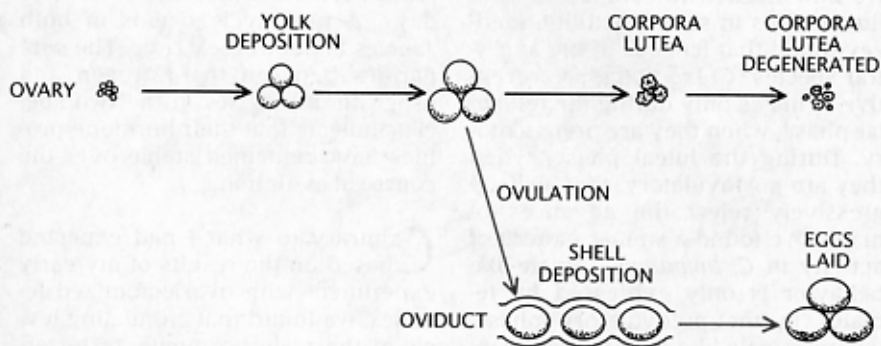 YOLK
DEPOSITION
CORPORA
LUTEA
CORPORA
LUTEA
DEGENERATED
OVARY
OVULATION
SHELL
DEPOSITION
EGGS
LAID
OVIDUCT